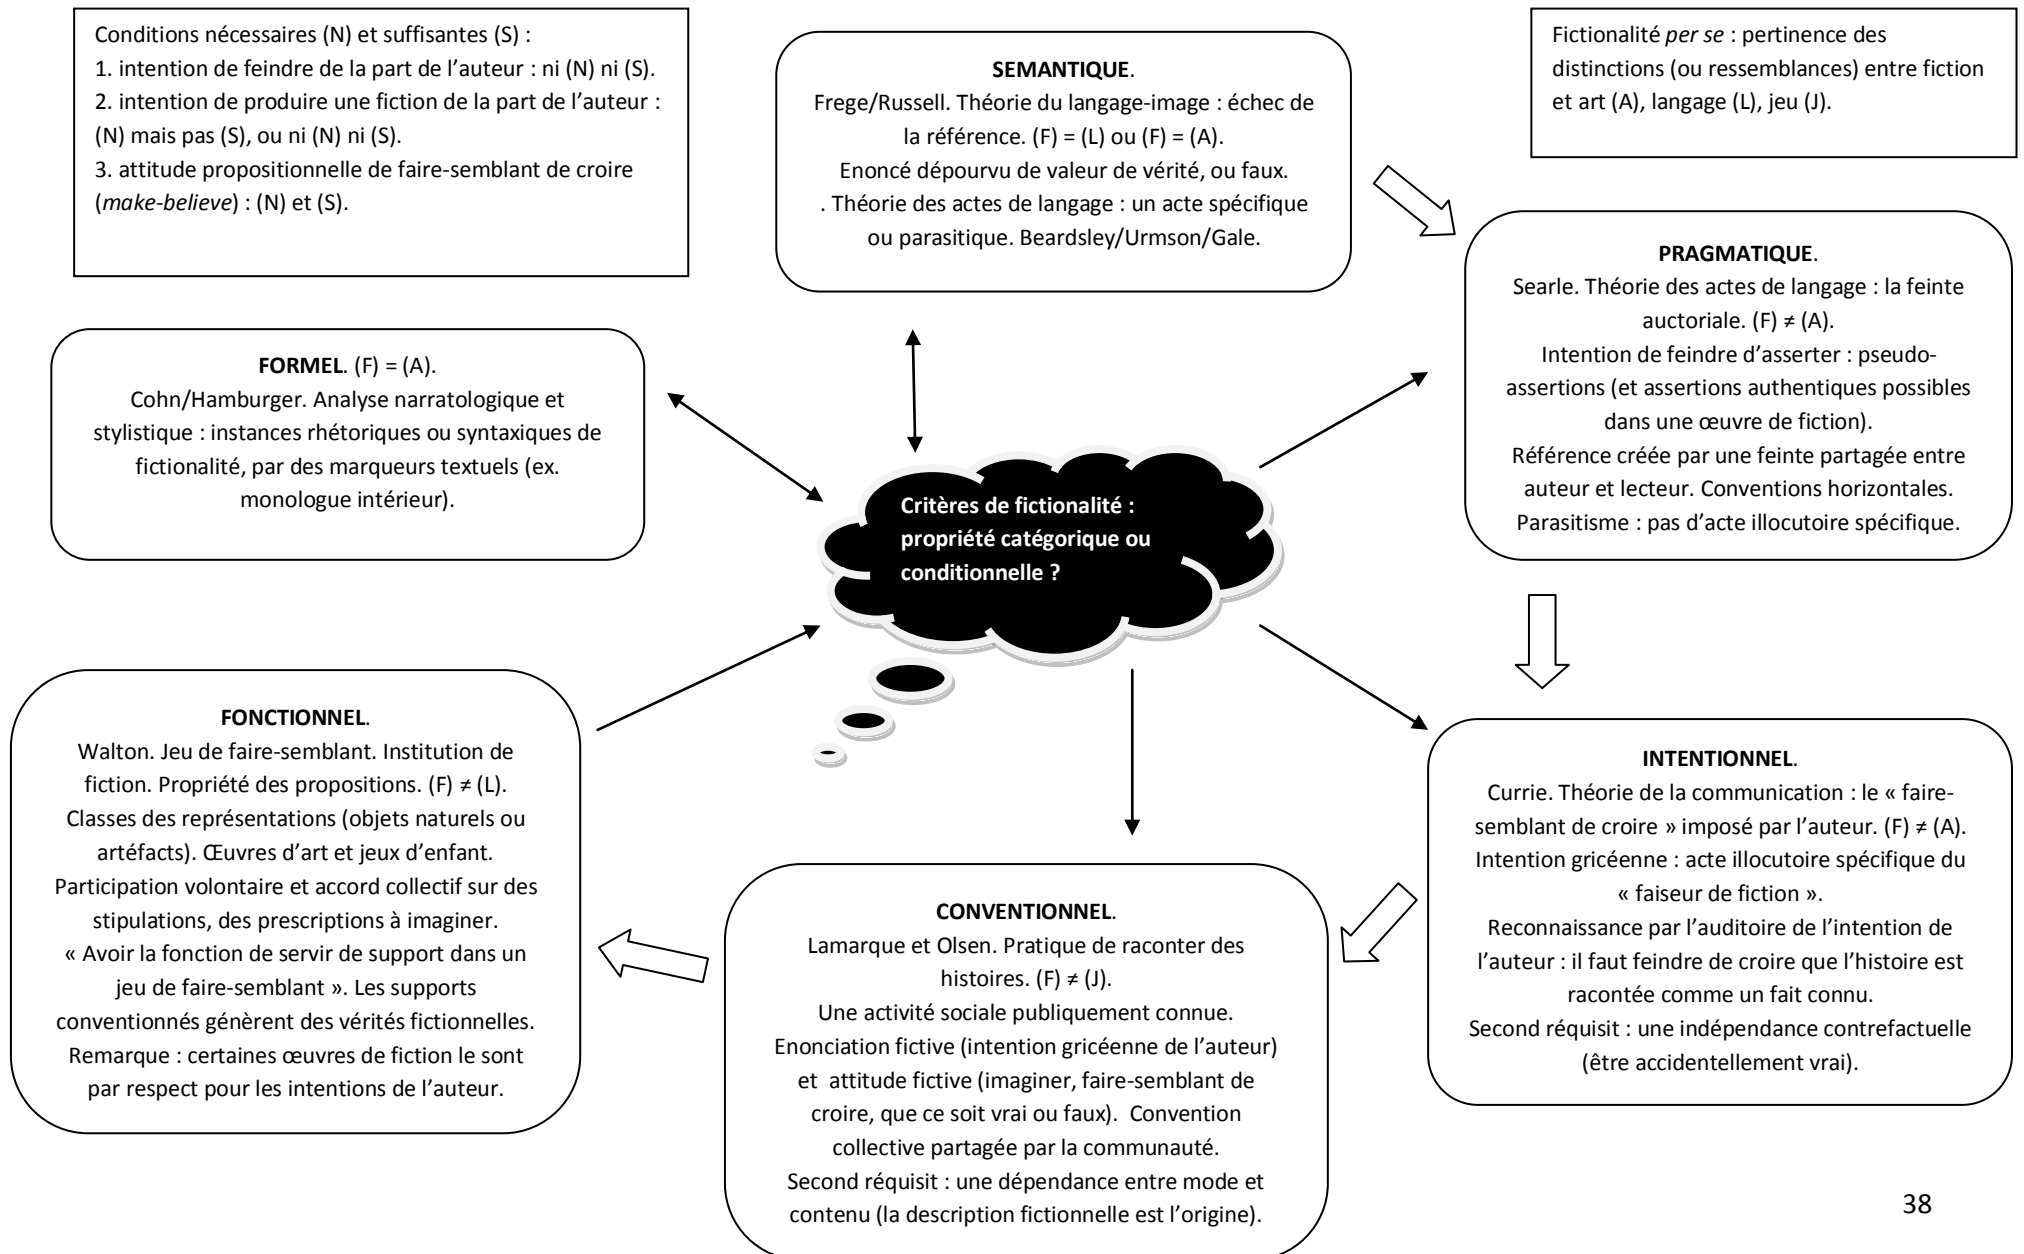 Conditions nécessaires (N) et suffisantes (S) :
1. intention de feindre de la part de l’auteur : ni (N) ni (S).
2. intention de produire une fiction de la part de l’auteur :
(N) mais pas (S), ou ni (N) ni (S).
3. attitude propositionnelle de faire-semblant de croire
(make-believe) : (N) et (S).
SEMANTIQUE.
Frege/Russell. Théorie du langage-image : échec de
la référence. (F) = (L) ou (F) = (A).
Enoncé dépourvu de valeur de vérité, ou faux.
. Théorie des actes de langage : un acte spécifique
ou parasitique. Beardsley/Urmson/Gale.
Fictionalité per se : pertinence des
distinctions (ou ressemblances) entre fiction
et art (A), langage (L), jeu (J).
PRAGMATIQUE.
Searle. Théorie des actes de langage : la feinte
auctoriale. (F) ≠ (A).
Intention de feindre d’asserter : pseudo-
assertions (et assertions authentiques possibles
dans une œuvre de fiction).
Référence créée par une feinte partagée entre
auteur et lecteur. Conventions horizontales.
Parasitisme : pas d’acte illocutoire spécifique.
FORMEL. (F) = (A).
Cohn/Hamburger. Analyse narratologique et
stylistique : instances rhétoriques ou syntaxiques de
fictionalité, par des marqueurs textuels (ex.
monologue intérieur).
Critères de fictionalité :
propriété catégorique ou
conditionnelle ?
FONCTIONNEL.
Walton. Jeu de faire-semblant. Institution de
fiction. Propriété des propositions. (F) ≠ (L).
Classes des représentations (objets naturels ou
artéfacts). Œuvres d’art et jeux d’enfant.
Participation volontaire et accord collectif sur des
stipulations, des prescriptions à imaginer.
« Avoir la fonction de servir de support dans un
jeu de faire-semblant ». Les supports
conventionnés génèrent des vérités fictionnelles.
Remarque : certaines œuvres de fiction le sont
par respect pour les intentions de l’auteur.
INTENTIONNEL.
Currie. Théorie de la communication : le « faire-
semblant de croire » imposé par l’auteur. (F) ≠ (A).
Intention gricéenne : acte illocutoire spécifique du
« faiseur de fiction ».
Reconnaissance par l’auditoire de l’intention de
l’auteur : il faut feindre de croire que l’histoire est
racontée comme un fait connu.
Second réquisit : une indépendance contrefactuelle
(être accidentellement vrai).
CONVENTIONNEL.
Lamarque et Olsen. Pratique de raconter des
histoires. (F) ≠ (J).
Une activité sociale publiquement connue.
Enonciation fictive (intention gricéenne de l’auteur)
et attitude fictive (imaginer, faire-semblant de
croire, que ce soit vrai ou faux). Convention
collective partagée par la communauté.
Second réquisit : une dépendance entre mode et
contenu (la description fictionnelle est l’origine).
38